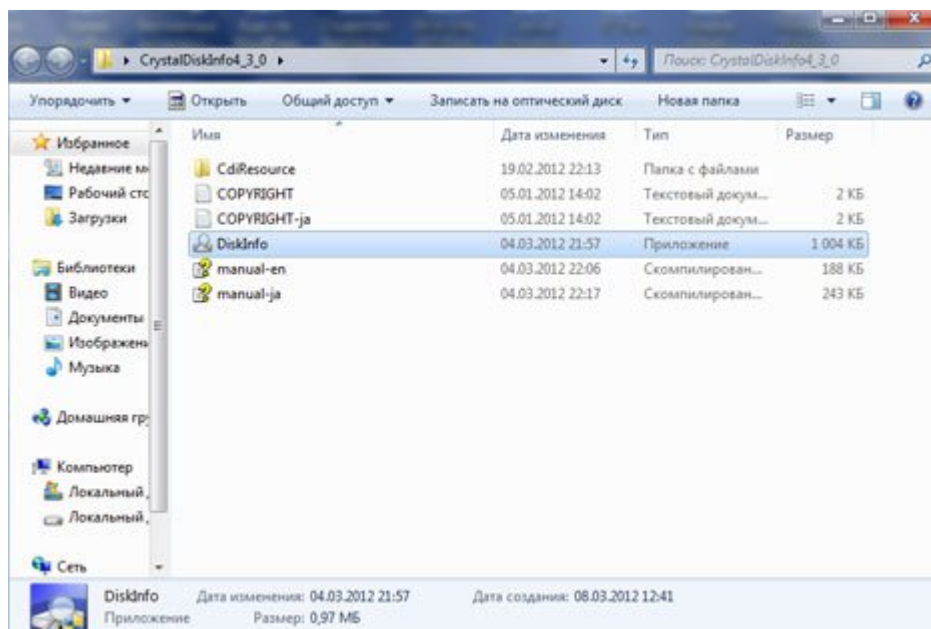 CrystalDiskInfo4_3_0
Поиск: CrystalDiskInfo4_3_0
Упорядочить Открыть Общий доступ Записать на оптический диск Новая папка
Имя Дата изменения Тип Размер
Избранное
Недавние ме
Рабочий сто
Загрузки
Библиотеки
Видео
Документы
Изображени
Музыка
Домашняя гр
Компьютер
Локальный
Локальный
Сеть
CdiResource 19.02.2012 22:13 Папка с файлами
COPYRIGHT 05.01.2012 14:02 Текстовый докум... 2 КБ
COPYRIGHT-ja 05.01.2012 14:02 Текстовый докум... 2 КБ
DiskInfo 04.03.2012 21:57 Приложение 1 004 КБ
manual-en 04.03.2012 22:06 Скомпилирован... 188 КБ
manual-ja 04.03.2012 22:17 Скомпилирован... 243 КБ
DiskInfo Дата изменения: 04.03.2012 21:57 Дата создания: 08.03.2012 12:41
Приложение Размер: 0,97 МБ